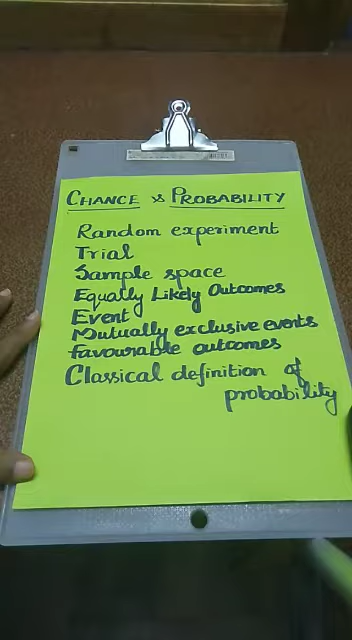 CHANCE & PROBABILITY
Random experiment
Trial
Sample space
Equally Likely Outcomes
Event
Mutually exclusive events
favourable outcomes
Classical definition of
probability